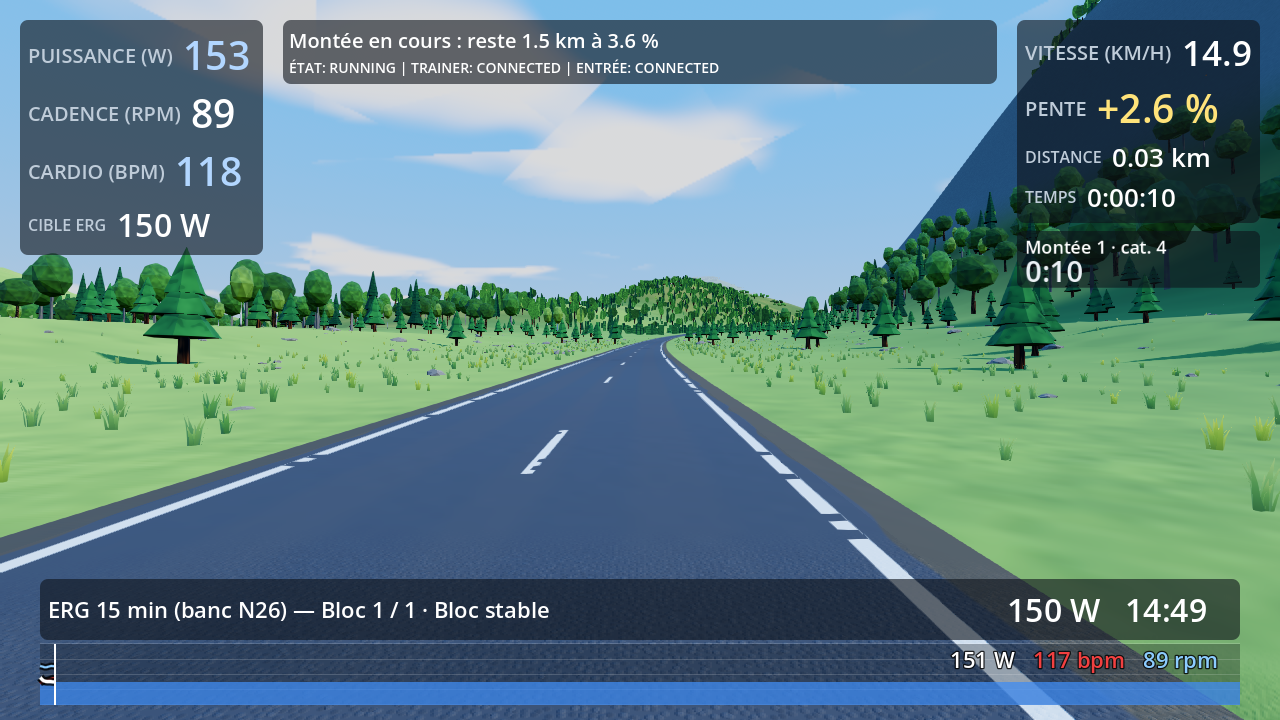 PUISSANCE (W) 153
CADENCE (RPM) 89
CARDIO (BPM) 118
CIBLE ERG 150 W
Montée en cours : reste 1.5 km à 3.6 %
ÉTAT: RUNNING | TRAINER: CONNECTED | ENTRÉE: CONNECTED
VITESSE (KM/H) 14.9
PENTE +2.6 %
DISTANCE 0.03 km
TEMPS 0:00:10
Montée 1 · cat. 4
0:10
ERG 15 min (banc N26) — Bloc 1 / 1 · Bloc stable 150 W 14:49
151 W 117 bpm 89 rpm